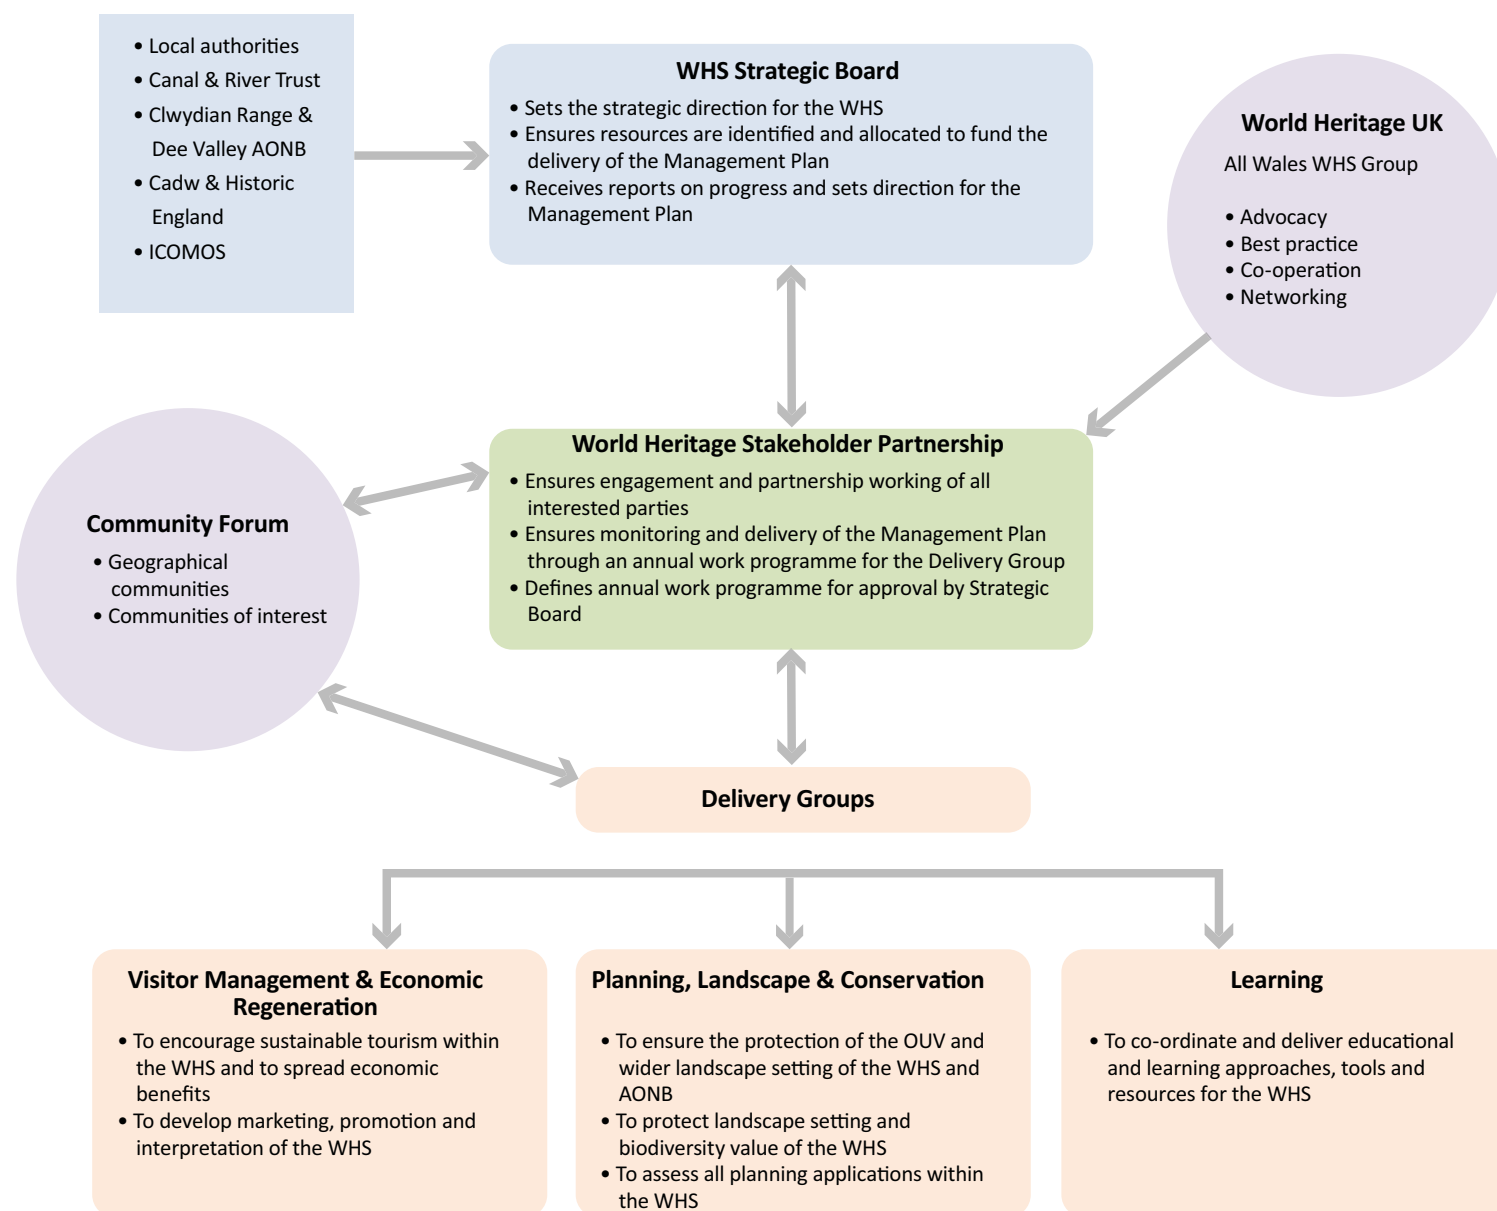 • Local authorities
• Canal & River Trust
• Clwydian Range &
Dee Valley AONB
• Cadw & Historic
England
• ICOMOS
WHS Strategic Board
• Sets the strategic direction for the WHS
• Ensures resources are identified and allocated to fund the
delivery of the Management Plan
• Receives reports on progress and sets direction for the
Management Plan
World Heritage UK
All Wales WHS Group
• Advocacy
• Best practice
• Co-operation
• Networking
World Heritage Stakeholder Partnership
• Ensures engagement and partnership working of all
interested parties
• Ensures monitoring and delivery of the Management Plan
through an annual work programme for the Delivery Group
• Defines annual work programme for approval by Strategic
Board
Community Forum
• Geographical
communities
• Communities of interest
Delivery Groups
Visitor Management & Economic
Regeneration
• To encourage sustainable tourism within
the WHS and to spread economic
benefits
• To develop marketing, promotion and
interpretation of the WHS
Planning, Landscape & Conservation
• To ensure the protection of the OUV and
wider landscape setting of the WHS and
AONB
• To protect landscape setting and
biodiversity value of the WHS
• To assess all planning applications within
the WHS
Learning
• To co-ordinate and deliver educational
and learning approaches, tools and
resources for the WHS